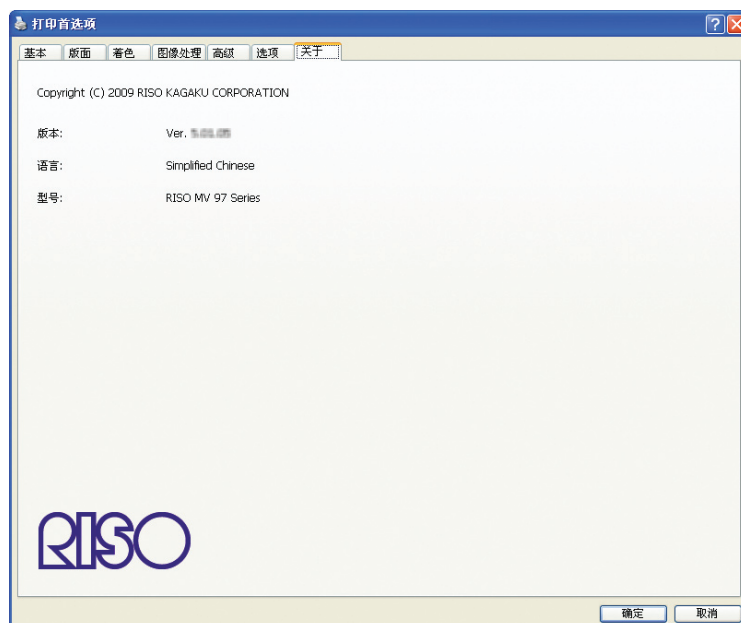 打印首选项
基本 版面 着色 图像处理 高级 选项 关于
Copyright (C) 2009 RISO KAGAKU CORPORATION
版本: Ver.
语言: Simplified Chinese
型号: RISO MV 97 Series
RISO
确定 取消